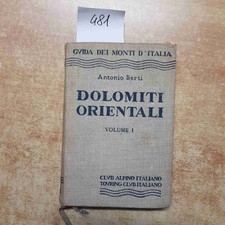 481
GUIDA DEI MONTI D'ITALIA
Antonio Berti
DOLOMITI
ORIENTALI
VOLUME I
CLUB ALPINO ITALIANO
TOURING CLUB ITALIANO